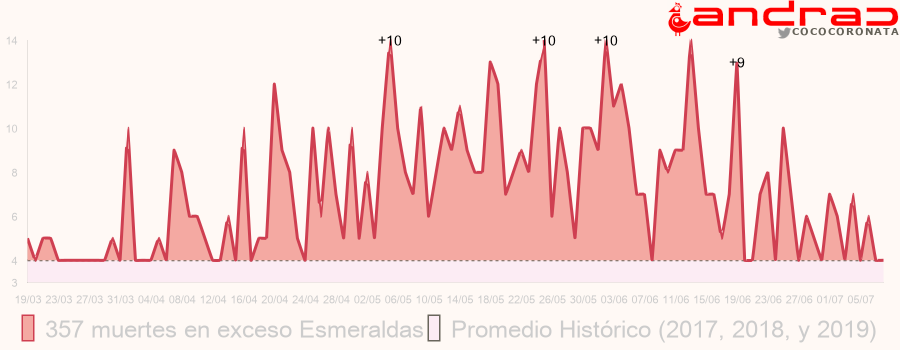 andrab
COCOCORONATA
14
12
10
8
6
4
3
+10
+10
+10
+9
19/03 23/03 27/03 31/03 04/04 08/04 12/04 16/04 20/04 24/04 28/04 02/05 06/05 10/05 14/05 18/05 22/05 26/05 30/05 03/06 07/06 11/06 15/06 19/06 23/06 27/06 01/07 05/07
357 muertes en exceso Esmeraldas Promedio Histórico (2017, 2018, y 2019)